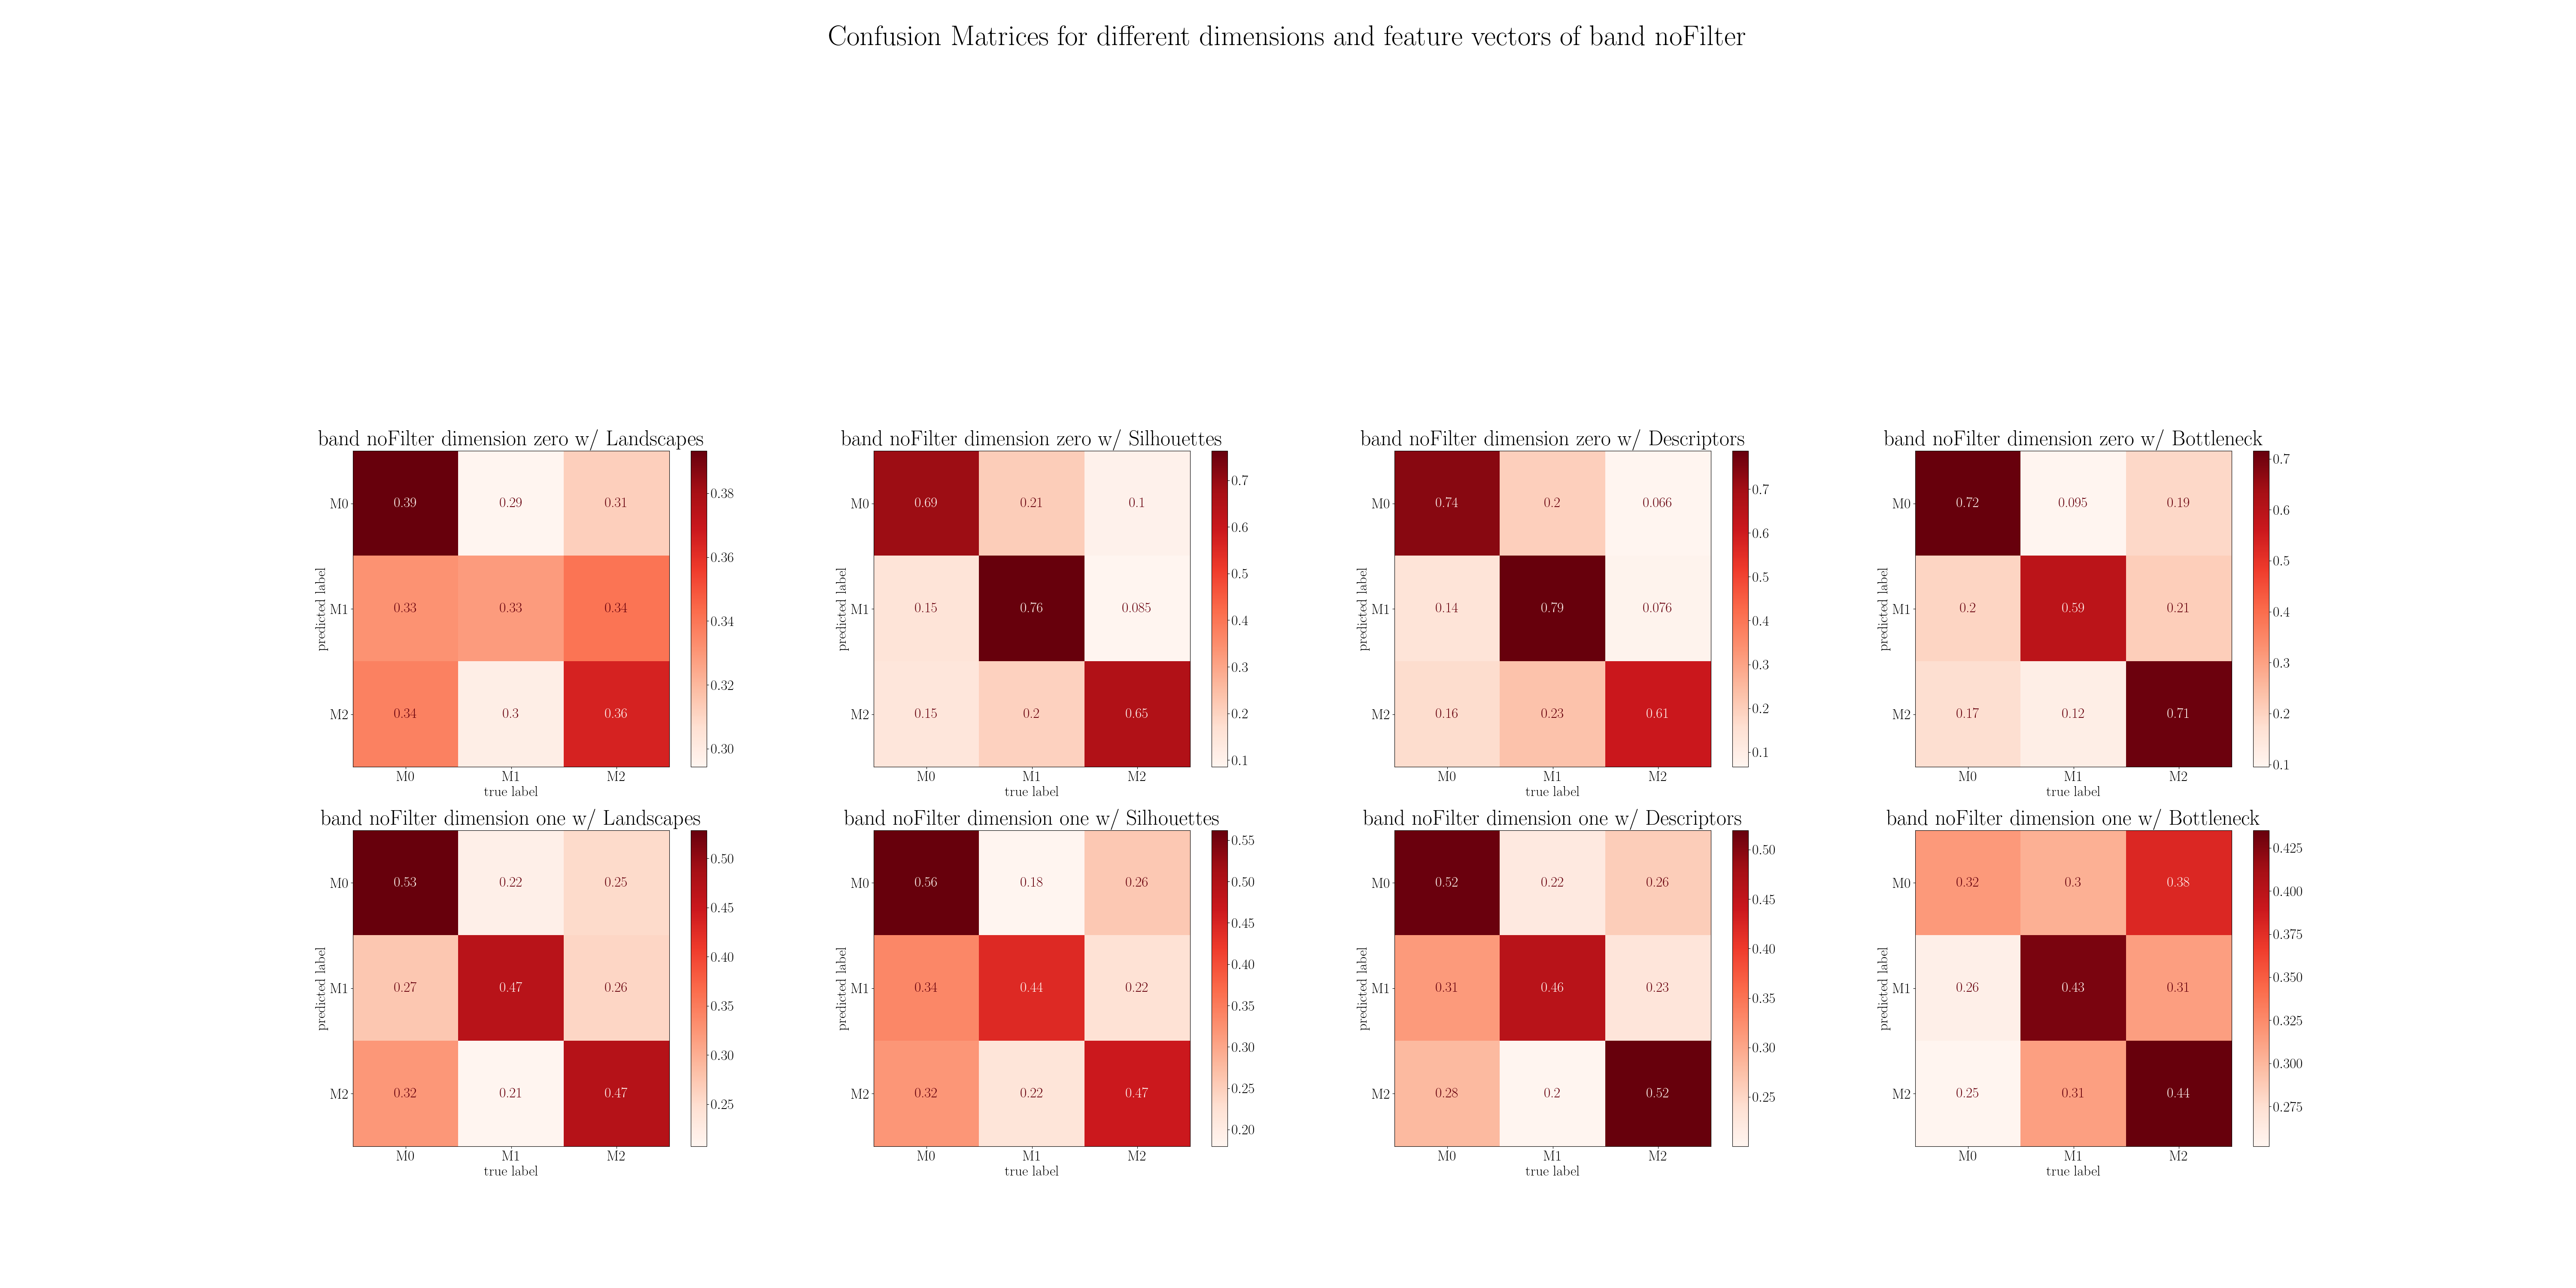 Confusion Matrices for different dimensions and feature vectors of band noFilter
band noFilter dimension zero w/ Landscapes
predicted label
M0 0.39 0.29 0.31
M1 0.33 0.33 0.34
M2 0.34 0.3 0.36
M0 M1 M2
true label
0.38
0.36
0.34
0.32
0.30
band noFilter dimension zero w/ Silhouettes
predicted label
M0 0.69 0.21 0.1
M1 0.15 0.76 0.085
M2 0.15 0.2 0.65
M0 M1 M2
true label
0.7
0.6
0.5
0.4
0.3
0.2
0.1
band noFilter dimension zero w/ Descriptors
predicted label
M0 0.74 0.2 0.066
M1 0.14 0.79 0.076
M2 0.16 0.23 0.61
M0 M1 M2
true label
0.7
0.6
0.5
0.4
0.3
0.2
0.1
band noFilter dimension zero w/ Bottleneck
predicted label
M0 0.72 0.095 0.19
M1 0.2 0.59 0.21
M2 0.17 0.12 0.71
M0 M1 M2
true label
0.7
0.6
0.5
0.4
0.3
0.2
0.1
band noFilter dimension one w/ Landscapes
predicted label
M0 0.53 0.22 0.25
M1 0.27 0.47 0.26
M2 0.32 0.21 0.47
M0 M1 M2
true label
0.50
0.45
0.40
0.35
0.30
0.25
band noFilter dimension one w/ Silhouettes
predicted label
M0 0.56 0.18 0.26
M1 0.34 0.44 0.22
M2 0.32 0.22 0.47
M0 M1 M2
true label
0.55
0.50
0.45
0.40
0.35
0.30
0.25
0.20
band noFilter dimension one w/ Descriptors
predicted label
M0 0.52 0.22 0.26
M1 0.31 0.46 0.23
M2 0.28 0.2 0.52
M0 M1 M2
true label
0.50
0.45
0.40
0.35
0.30
0.25
band noFilter dimension one w/ Bottleneck
predicted label
M0 0.32 0.3 0.38
M1 0.26 0.43 0.31
M2 0.25 0.31 0.44
M0 M1 M2
true label
0.425
0.400
0.375
0.350
0.325
0.300
0.275